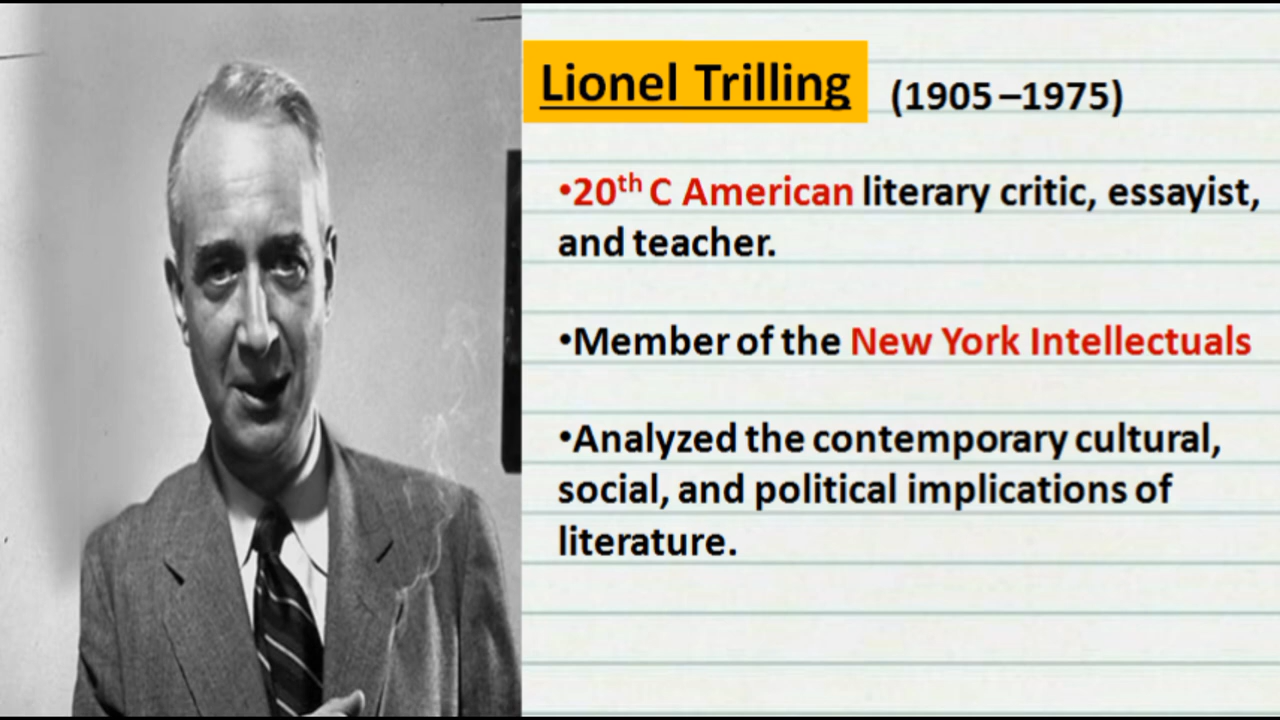 Lionel Trilling (1905–1975)
•20th C American literary critic, essayist,
and teacher.
•Member of the New York Intellectuals
•Analyzed the contemporary cultural,
social, and political implications of
literature.